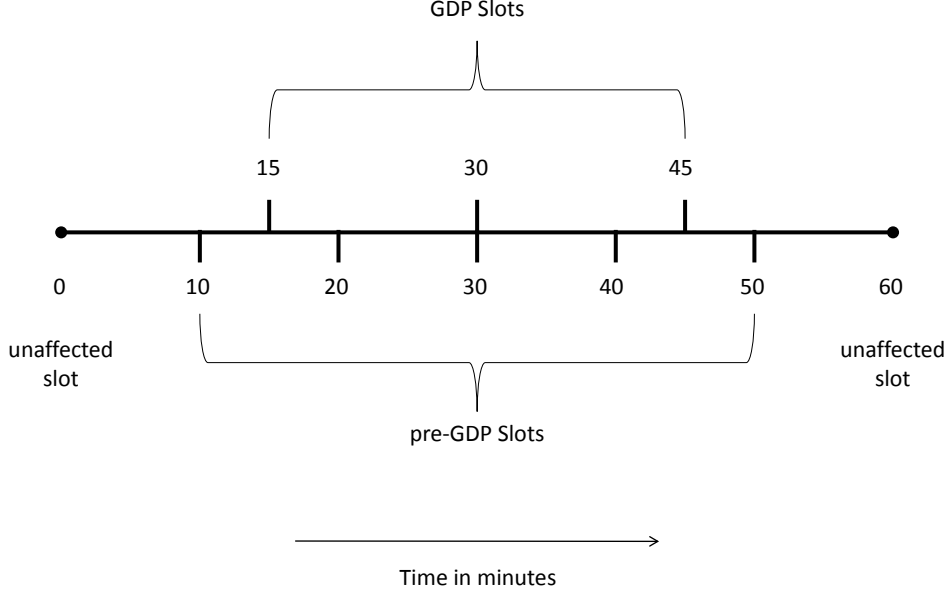 GDP Slots
15 30 45
0 10 20 30 40 50 60
unaffected
slot
unaffected
slot
pre-GDP Slots
Time in minutes